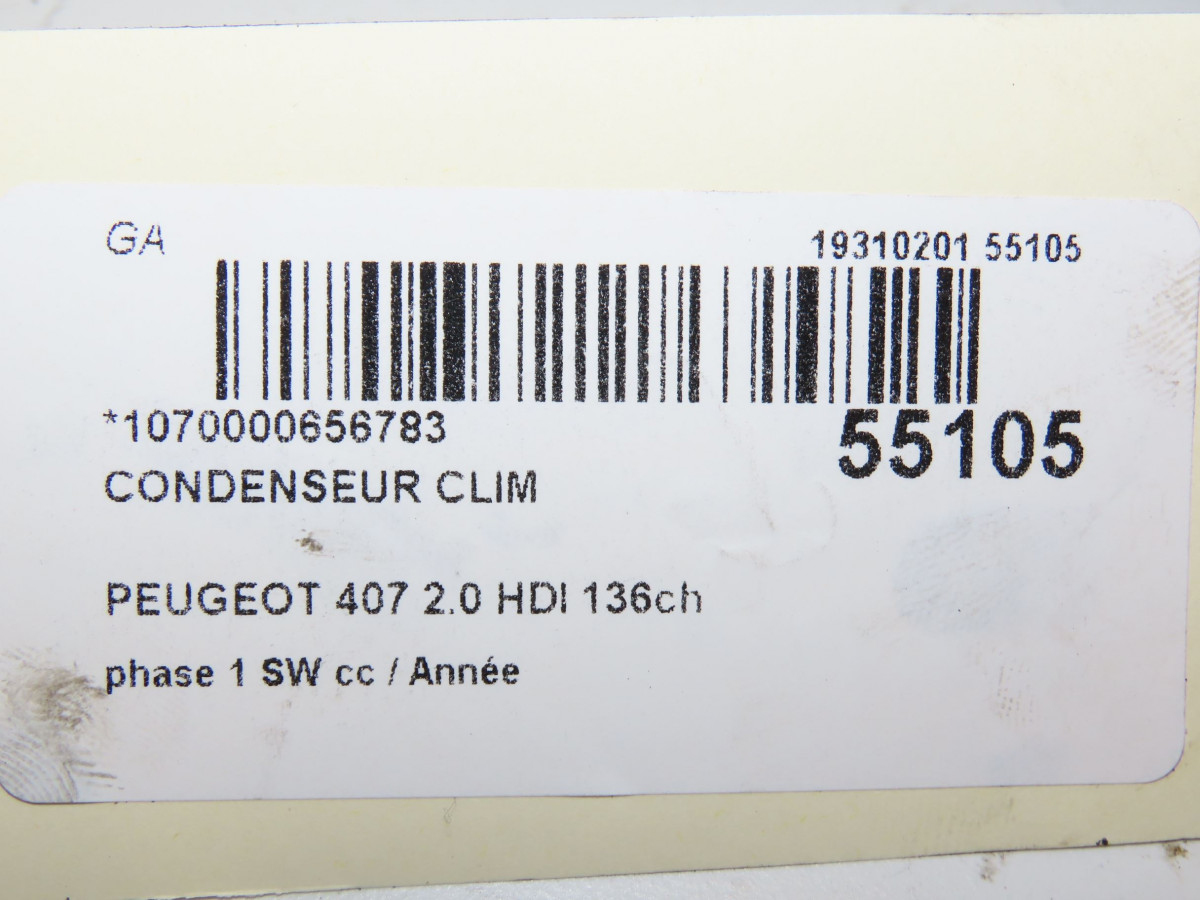 GA
19310201 55105
*1070000656783
55105
CONDENSEUR CLIM
PEUGEOT 407 2.0 HDI 136ch
phase 1 SW cc / Année